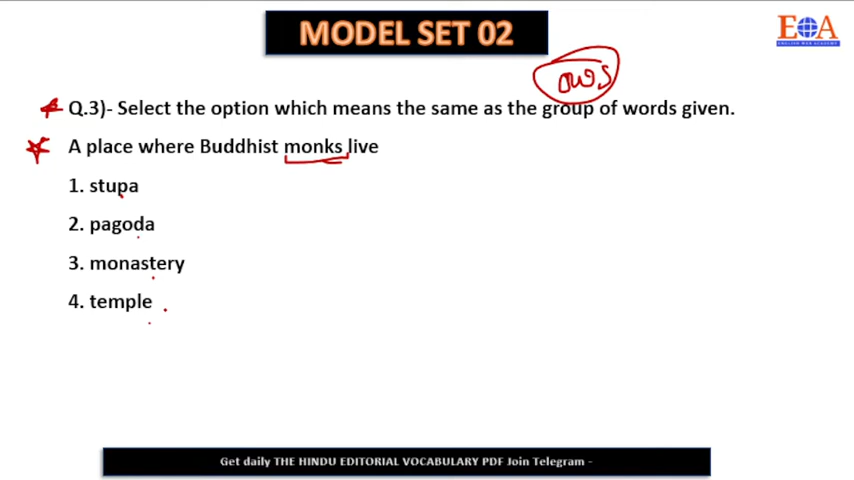 MODEL SET 02
EOA
ENGLISH WAR ACADEMY
ows
Q.3)- Select the option which means the same as the group of words given.
A place where Buddhist monks live
1. stupa
2. pagoda
3. monastery
4. temple
Get daily THE HINDU EDITORIAL VOCABULARY PDF Join Telegram -